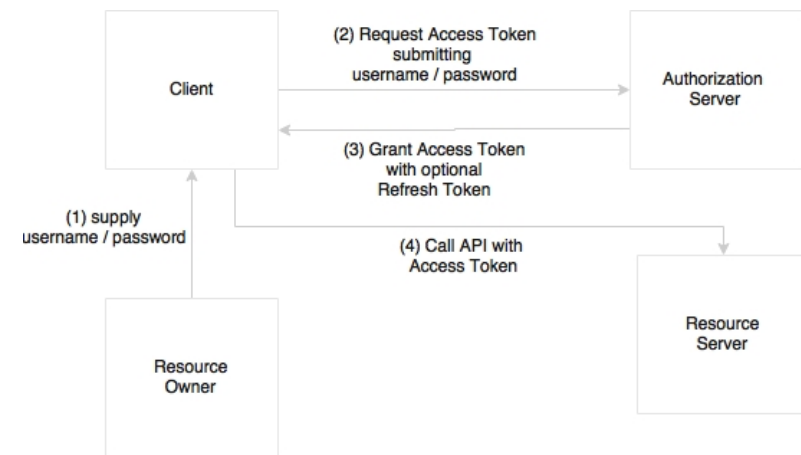 Client
(2) Request Access Token
submitting
username / password
Authorization
Server
(3) Grant Access Token
with optional
Refresh Token
(1) supply
username / password
(4) Call API with
Access Token
Resource
Server
Resource
Owner